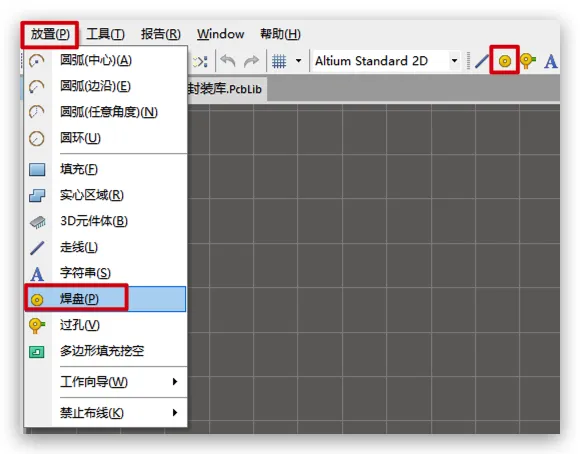 放置(P) 工具(T) 报告(R) Window 帮助(H)
Altium Standard 2D
封装库.PcbLib
圆弧(中心)(A)
圆弧(边沿)(E)
圆弧(任意角度)(N)
圆环(U)
填充(F)
实心区域(R)
3D元件体(B)
走线(L)
字符串(S)
焊盘(P)
过孔(V)
多边形填充挖空
工作向导(W)
禁止布线(K)